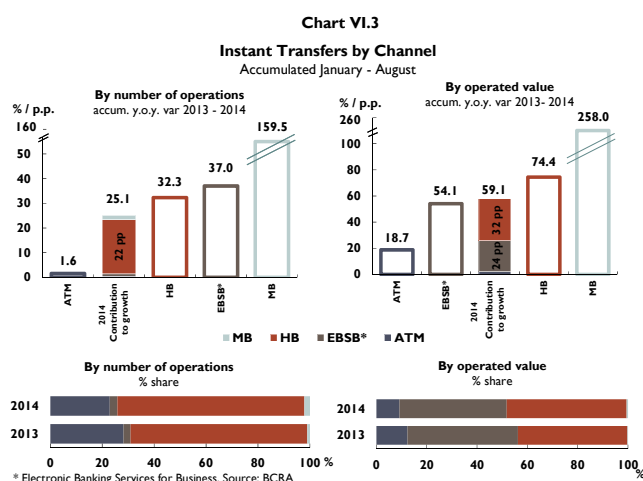 Chart VI.3
Instant Transfers by Channel
Accumulated January - August
By number of operations
accum. y.o.y. var 2013 - 2014
% / p.p.
160
50
40
30
20
10
0
1.6
25.1
32.3
37.0
159.5
22 pp
ATM
2014
Contribution
to growth
HB
EBSB*
MB
By operated value
accum. y.o.y. var 2013- 2014
% / p.p.
260
100
80
60
40
20
0
18.7
54.1
59.1
74.4
258.0
32 pp
24 pp
ATM
EBSB*
2014
Contribution
to growth
HB
MB
MB HB EBSB* ATM
By number of operations
% share
2014
2013
0 20 40 60 80 100 %
By operated value
% share
2014
2013
0 20 40 60 80 100
%
* Electronic Banking Services for Business. Source: BCRA